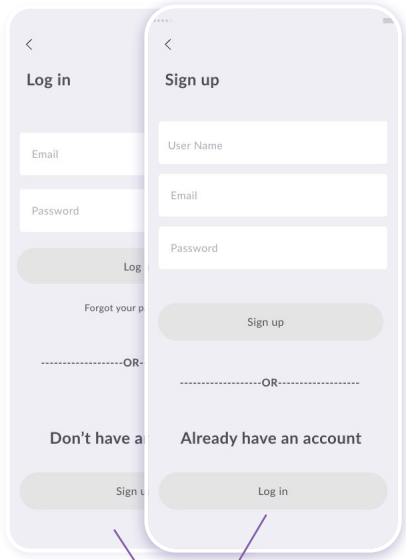 Log in
Email
Password
Log
Forgot your p
------------------OR-
Don't have a
Sign u
Sign up
User Name
Email
Password
Sign up
-------------------OR-------------------
Already have an account
Log in